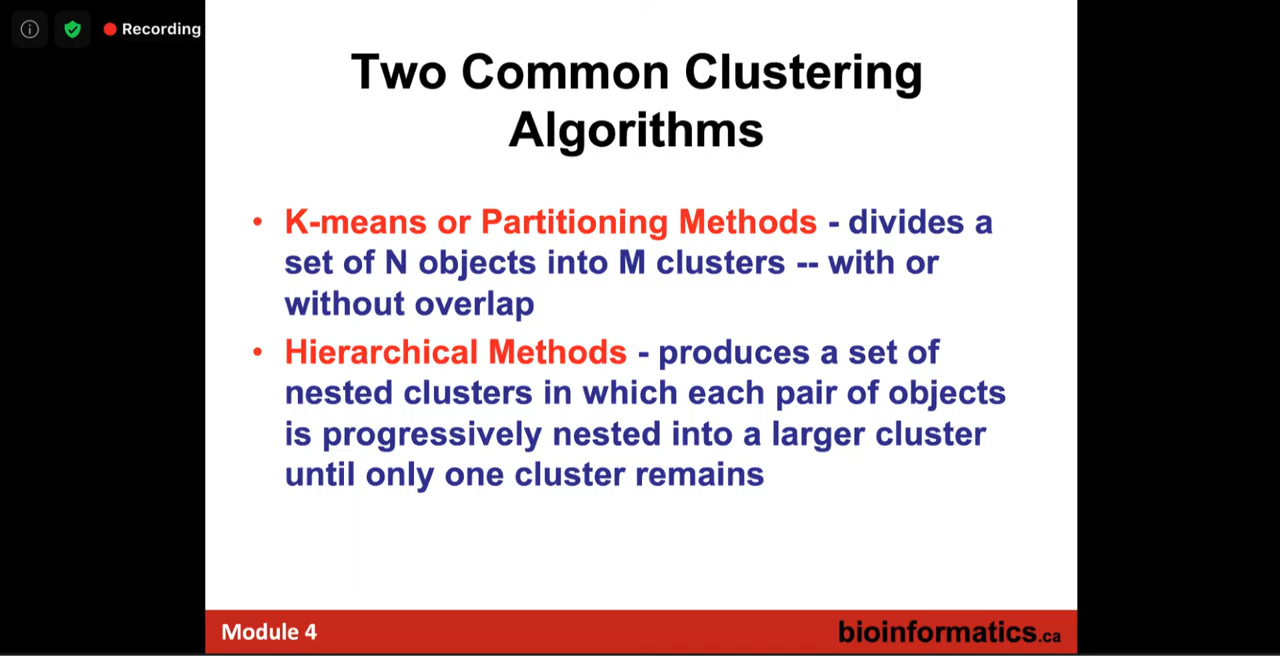 Recording
Two Common Clustering
Algorithms
• K-means or Partitioning Methods - divides a
set of N objects into M clusters -- with or
without overlap
• Hierarchical Methods - produces a set of
nested clusters in which each pair of objects
is progressively nested into a larger cluster
until only one cluster remains
Module 4
bioinformatics.ca